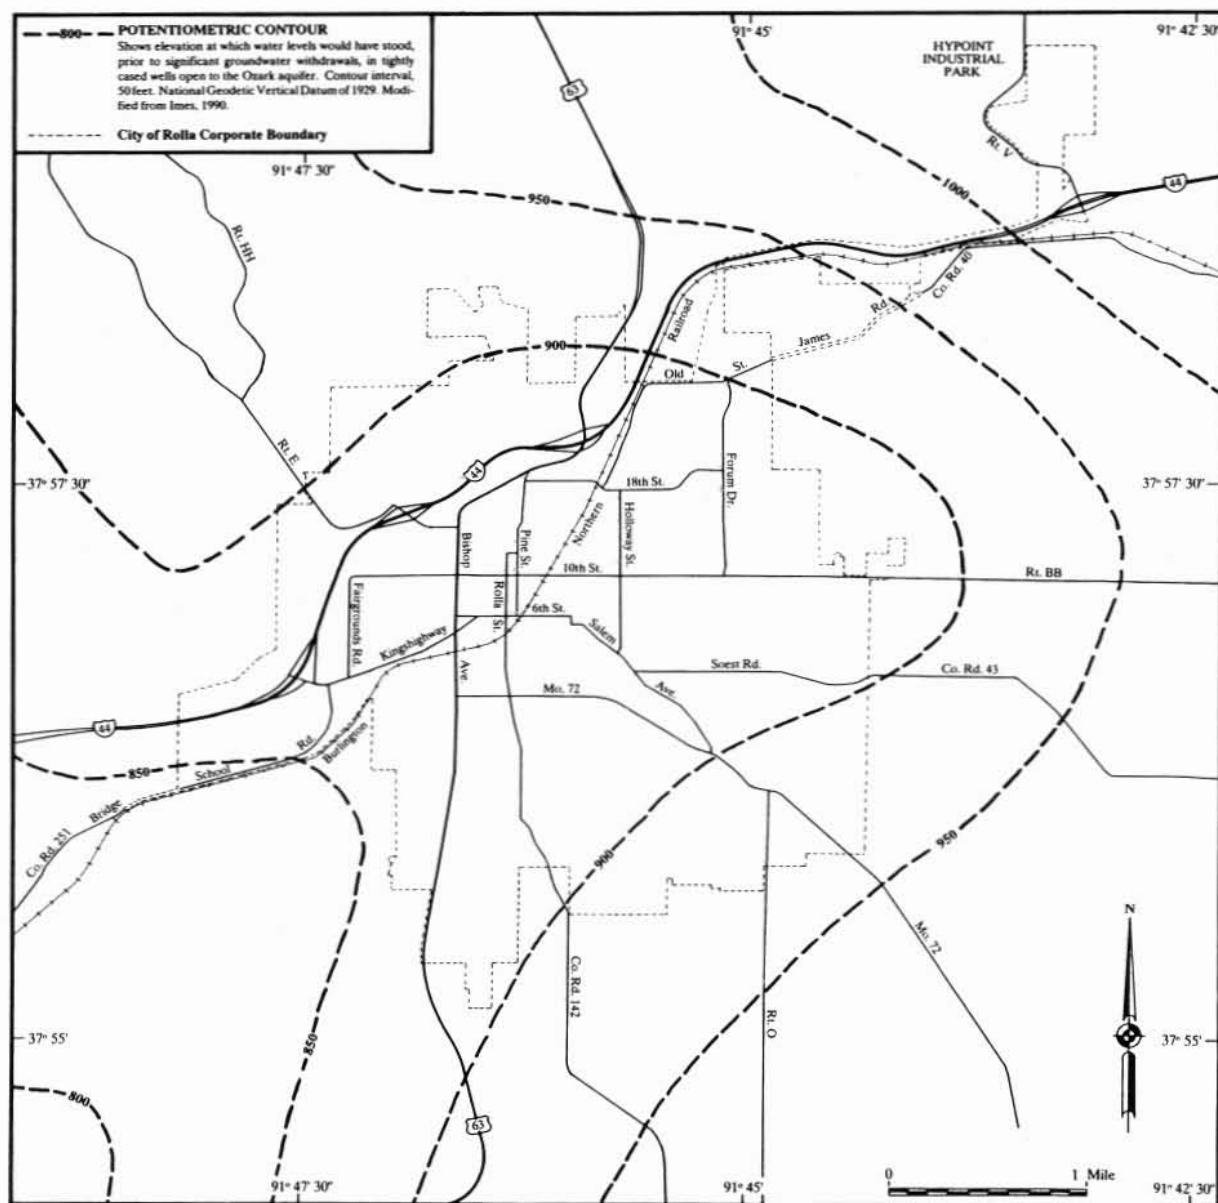 800
POTENTIOMETRIC CONTOUR
Shows elevation at which water levels would have stood,
prior to significant groundwater withdrawals, in tightly
cased wells open to the Ozark aquifer. Contour interval,
50 feet. National Geodetic Vertical Datum of 1929. Modi-
fied from Imes, 1990.
City of Rolla Corporate Boundary
91° 45'
91° 42' 30"
63
HYPOINT
INDUSTRIAL
PARK
Rt. V
91° 47' 30"
44
1000
950
Rt. HH
Co. Rd. 40
Railroad
James Rd.
900
Old St.
Rt. E
44
37° 57' 30"
18th St.
Forum Dr.
37° 57' 30"
Northern
Holloway St.
Bishop
Pine St.
10th St.
Rt. BB
Fairgrounds Rd.
Rolla St.
6th St.
Kingshighway
Salem
Ave.
Soest Rd.
Co. Rd. 43
Mo. 72
Ave.
44
Rd.
Burlington
850
School
Bridge
Co. Rd. 251
900
950
N
Mo. 72
Co. Rd. 142
Rt. O
37° 55'
850
37° 55'
800
63
0
1 Mile
91° 47' 30"
91° 45'
91° 42' 30"